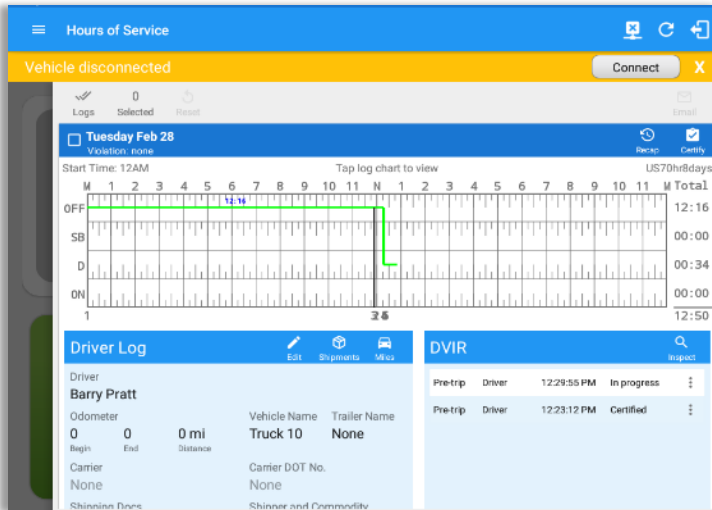 Hours of Service
Vehicle disconnected Connect X
0
Logs Selected Reset Email
Tuesday Feb 28
Violation: none Recap Certify
Start Time: 12AM Tap log chart to view US70hr8days
M 1 2 3 4 5 6 7 8 9 10 11 N 1 2 3 4 5 6 7 8 9 10 11 M Total
OFF 12:16 12:16
SB 00:00
D 00:34
ON 00:00
1 12:50
Driver Log Edit Shipments Miles
Driver
Barry Pratt
Odometer Vehicle Name Trailer Name
0 0 0 mi Truck 10 None
Begin End Distance
Carrier Carrier DOT No.
None None
Shipping Docs Shipper and Commodity
DVIR Inspect
Pre-trip Driver 12:29:55 PM In progress
Pre-trip Driver 12:23:12 PM Certified